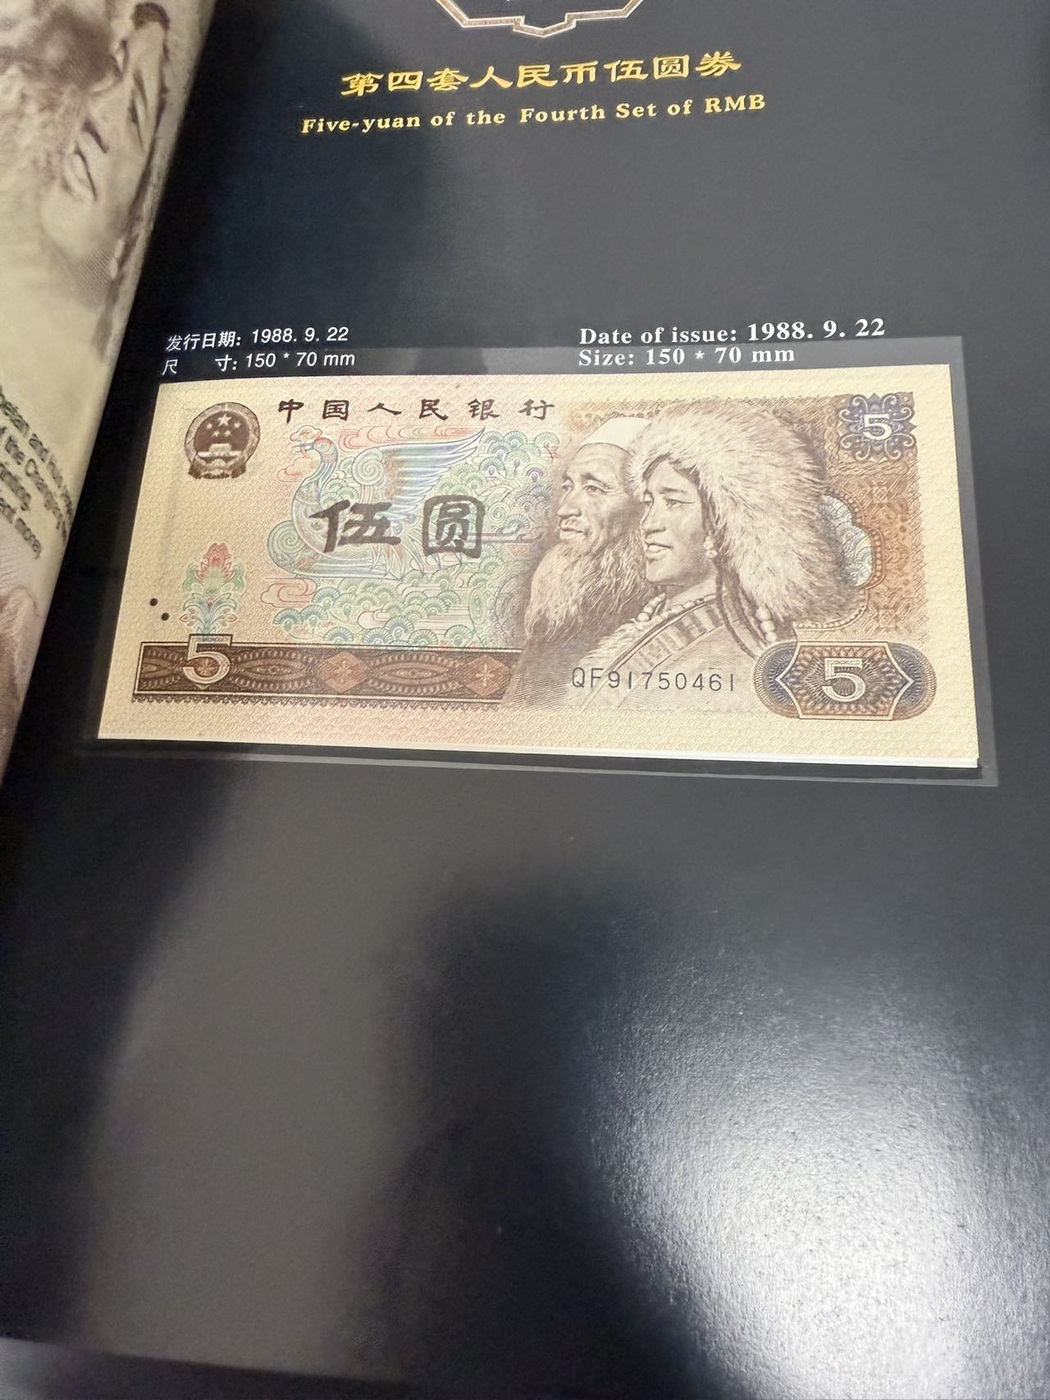 第四套人民币伍圆券
Five-yuan of the Fourth Set of RMB
发行日期: 1988. 9. 22
尺 寸: 150 * 70 mm
Date of issue: 1988. 9. 22
Size: 150 * 70 mm
中国人民银行
5
伍圆
5
QF91750461
5